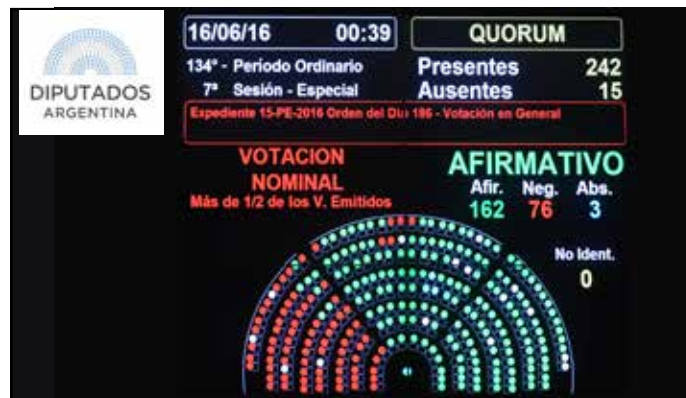 DIPUTADOS
ARGENTINA
16/06/16 00:39
QUORUM
134° - Periodo Ordinario
7ª Sesión - Especial
Presentes 242
Ausentes 15
Expediente 15-PE-2016 Orden del Dia 186 - Votación en General
VOTACION
NOMINAL
Más de 1/2 de los V. Emitidos
AFIRMATIVO
Afir. Neg. Abs.
162 76 3
No Ident.
0